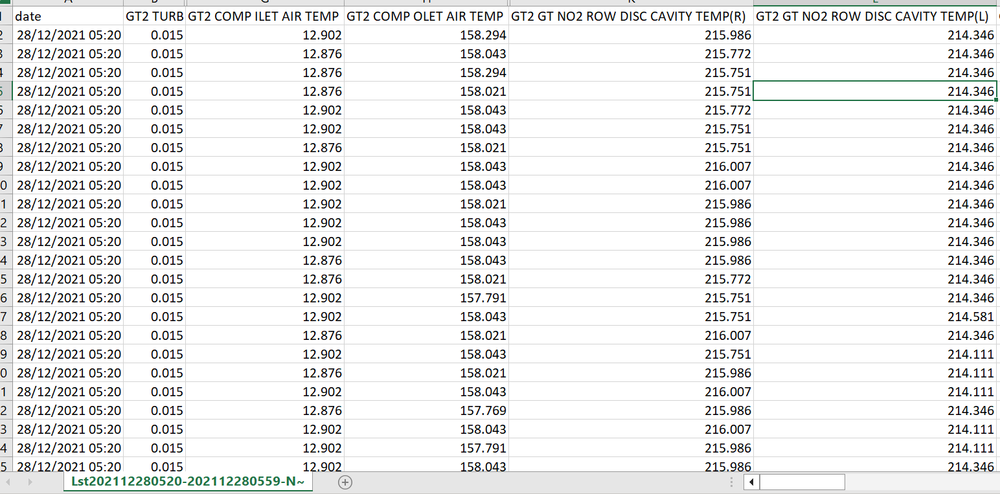 date GT2 TURB GT2 COMP ILET AIR TEMP GT2 COMP OLET AIR TEMP GT2 GT NO2 ROW DISC CAVITY TEMP(R) GT2 GT NO2 ROW DISC CAVITY TEMP(L)
28/12/2021 05:20 0.015 12.902 158.294 215.986 214.346
28/12/2021 05:20 0.015 12.876 158.043 215.772 214.346
28/12/2021 05:20 0.015 12.876 158.294 215.751 214.346
28/12/2021 05:20 0.015 12.876 158.021 215.751 214.346
28/12/2021 05:20 0.015 12.902 158.043 215.772 214.346
28/12/2021 05:20 0.015 12.902 158.043 215.751 214.346
28/12/2021 05:20 0.015 12.876 158.021 215.751 214.346
28/12/2021 05:20 0.015 12.902 158.043 216.007 214.346
28/12/2021 05:20 0.015 12.902 158.043 216.007 214.346
28/12/2021 05:20 0.015 12.902 158.021 215.986 214.346
28/12/2021 05:20 0.015 12.902 158.043 215.986 214.346
28/12/2021 05:20 0.015 12.902 158.043 215.986 214.346
28/12/2021 05:20 0.015 12.876 158.043 215.986 214.346
28/12/2021 05:20 0.015 12.876 158.021 215.772 214.346
28/12/2021 05:20 0.015 12.902 157.791 215.751 214.346
28/12/2021 05:20 0.015 12.902 158.043 215.751 214.581
28/12/2021 05:20 0.015 12.876 158.021 216.007 214.346
28/12/2021 05:20 0.015 12.902 158.043 215.751 214.111
28/12/2021 05:20 0.015 12.876 158.021 215.986 214.111
28/12/2021 05:20 0.015 12.902 158.043 216.007 214.111
28/12/2021 05:20 0.015 12.876 157.769 215.986 214.346
28/12/2021 05:20 0.015 12.902 158.043 216.007 214.111
28/12/2021 05:20 0.015 12.902 157.791 215.986 214.111
28/12/2021 05:20 0.015 12.902 158.043 215.986 214.346
Lst202112280520-202112280559-N~